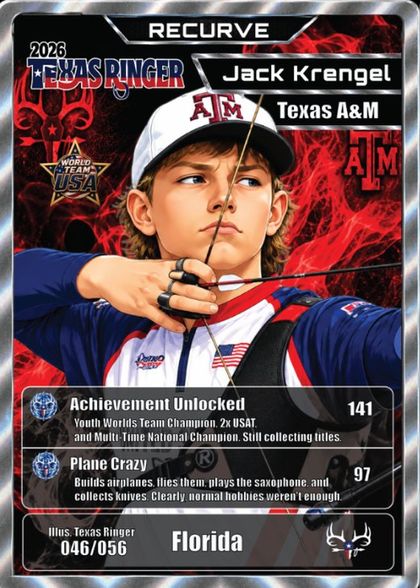 RECURVE
2026
TEXAS RINGER
Jack Krengel
Texas A&M
ATM
ATM
WORLD
TEAM
USA
Achievement Unlocked
141
Youth Worlds Team Champion, 2x USAT,
and Multi-Time National Champion. Still collecting titles.
Plane Crazy
97
Builds airplanes, flies them, plays the saxophone, and
collects knives. Clearly, normal hobbies weren't enough.
Illus. Texas Ringer
046/056
Florida